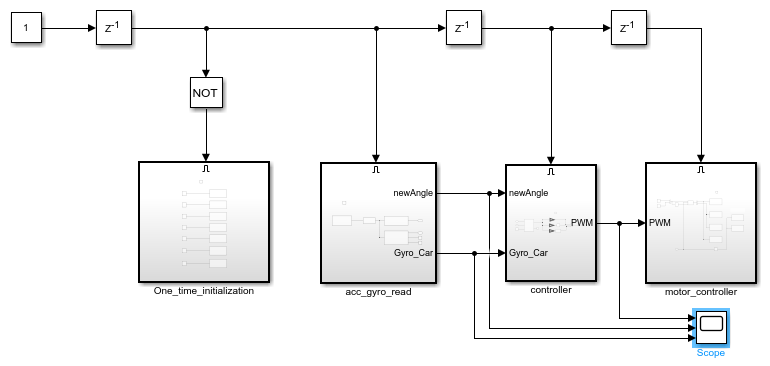 1
Z-1
Z-1
Z-1
NOT
newAngle
newAngle
PWM
PWM
Gyro_Car
Gyro_Car
One_time_initialization
acc_gyro_read
controller
motor_controller
Scope